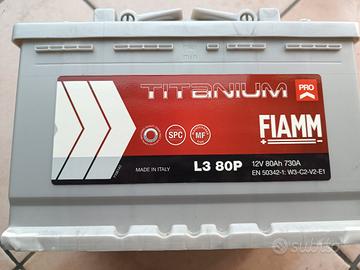 TITANIUM PRO
FIAMM
SPC
MF
MADE IN ITALY
L3 80P
12V 80Ah 730A
EN 50342-1: W3-C2-V2-E1
subito